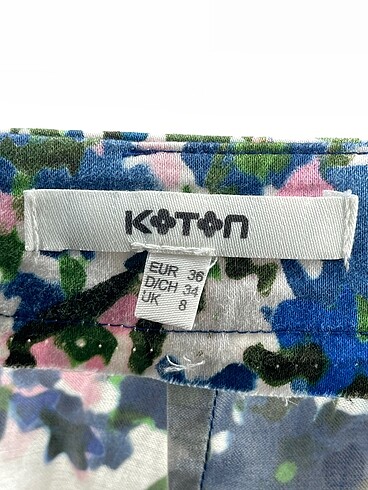 KOTON
EUR 36
D/CH 34
UK 8